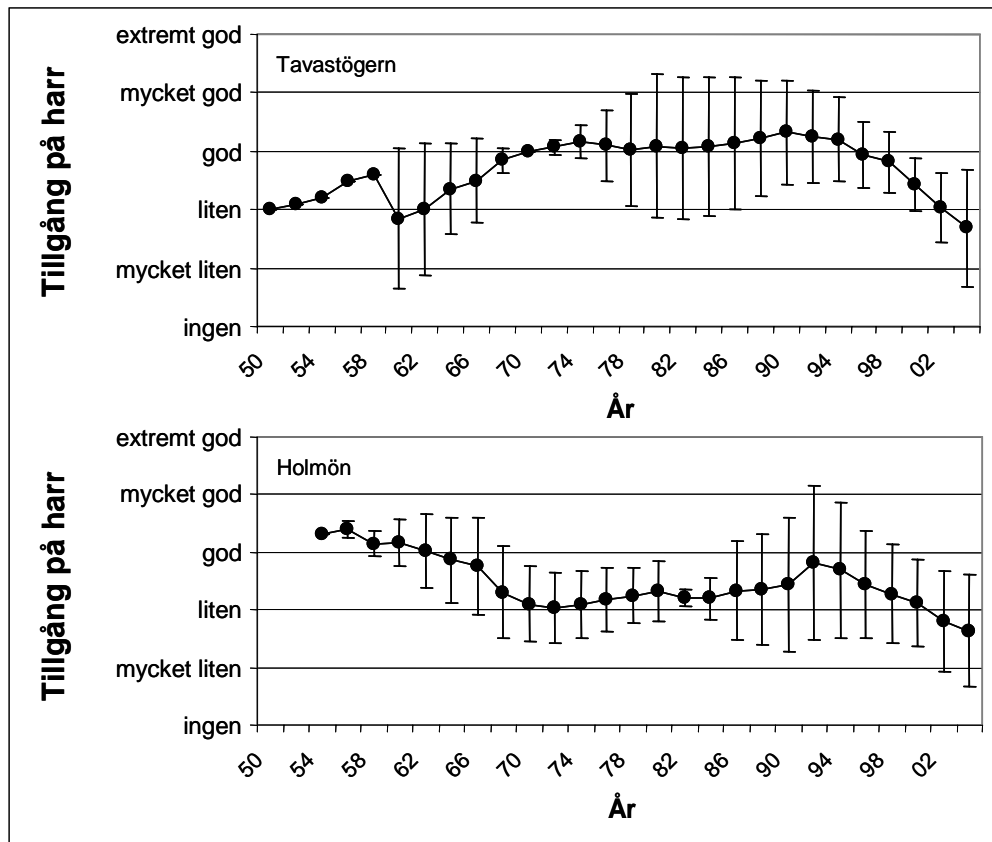 extremt god
Tavastögern
mycket god
god
liten
mycket liten
ingen
Tillgång på harr
50 54 58 62 66 70 74 78 82 86 90 94 98 02
År
extremt god
Holmön
mycket god
god
liten
mycket liten
ingen
Tillgång på harr
50 54 58 62 66 70 74 78 82 86 90 94 98 02
År